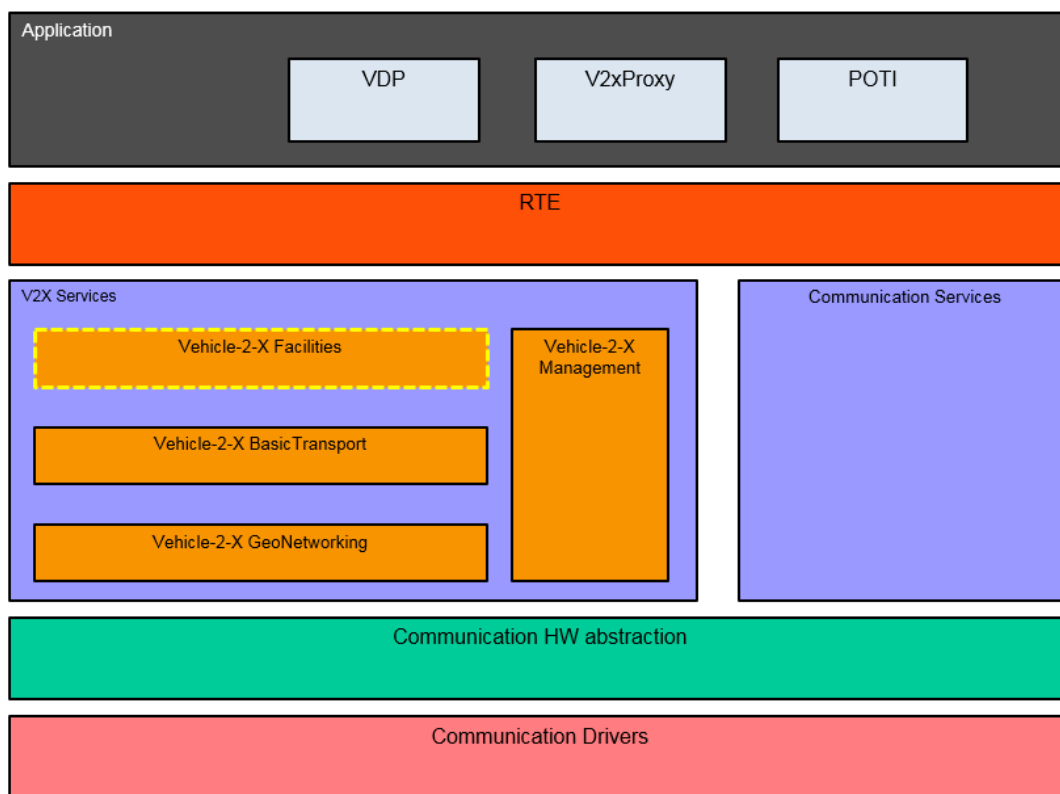 Application
VDP
V2xProxy
POTI
RTE
V2X Services
Communication Services
Vehicle-2-X Facilities
Vehicle-2-X
Management
Vehicle-2-X BasicTransport
Vehicle-2-X GeoNetworking
Communication HW abstraction
Communication Drivers